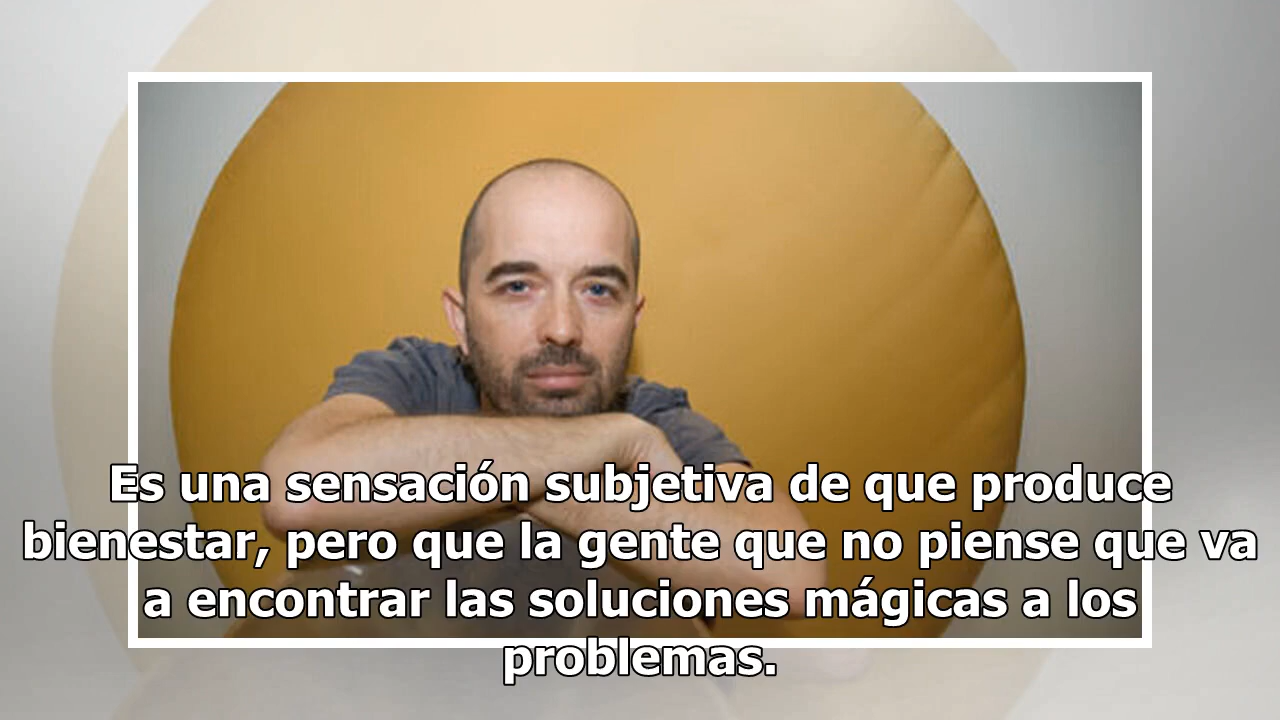 Es una sensación subjetiva de que produce
bienestar, pero que la gente que no piense que va
a encontrar las soluciones mágicas a los
problemas.